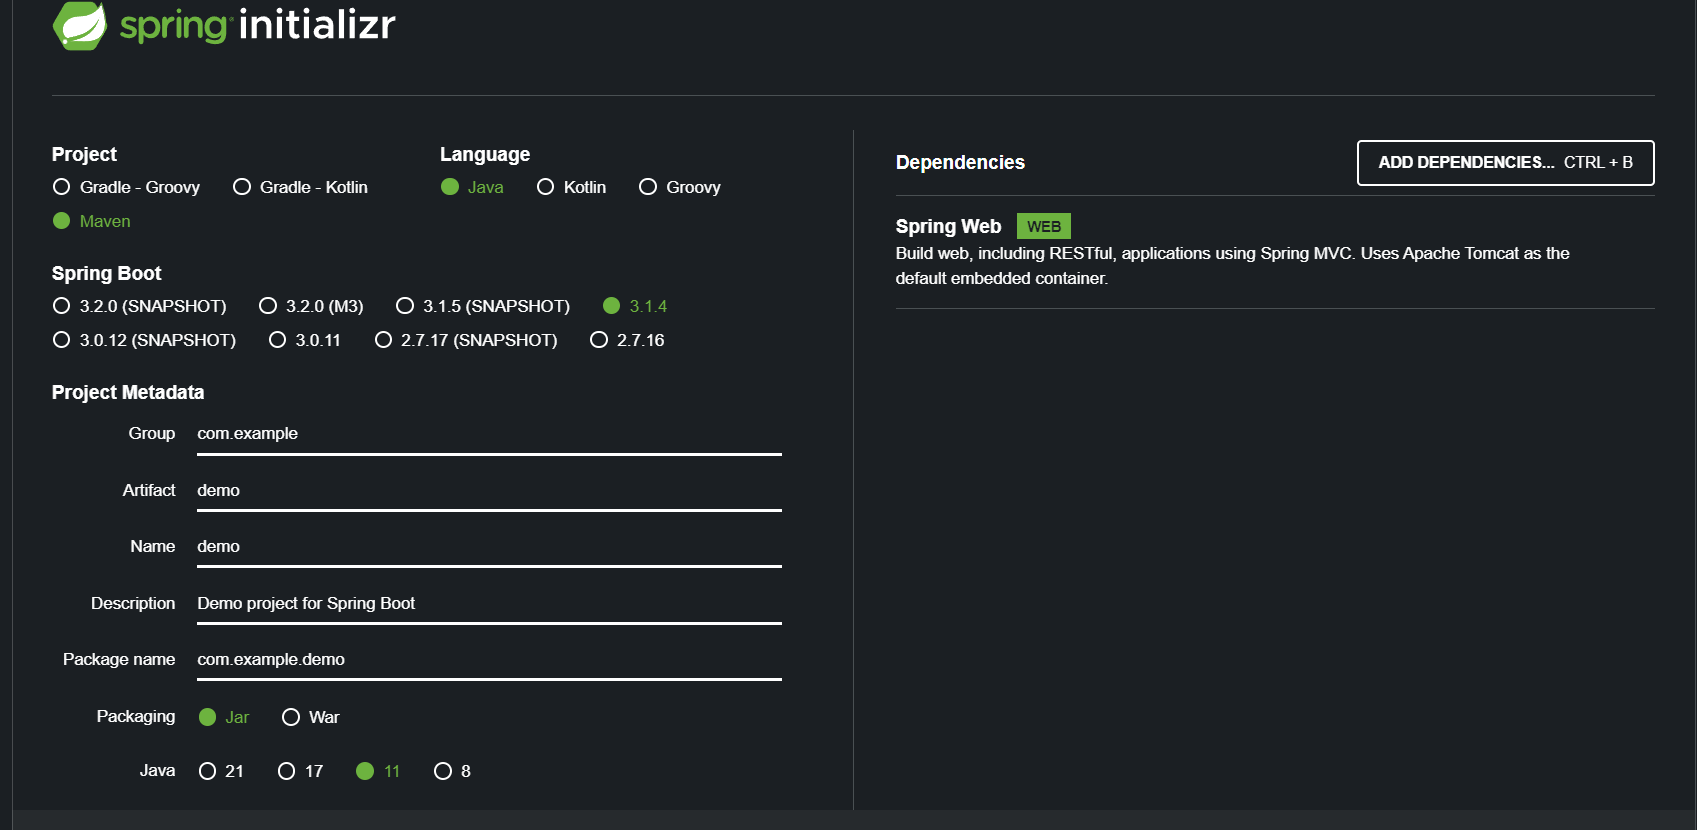 spring initializr
Project
Gradle - Groovy Gradle - Kotlin
Maven
Language
Java Kotlin Groovy
Spring Boot
3.2.0 (SNAPSHOT) 3.2.0 (M3) 3.1.5 (SNAPSHOT) 3.1.4
3.0.12 (SNAPSHOT) 3.0.11 2.7.17 (SNAPSHOT) 2.7.16
Project Metadata
Group com.example
Artifact demo
Name demo
Description Demo project for Spring Boot
Package name com.example.demo
Packaging Jar War
Java 21 17 11 8
Dependencies ADD DEPENDENCIES... CTRL + B
Spring Web WEB
Build web, including RESTful, applications using Spring MVC. Uses Apache Tomcat as the
default embedded container.